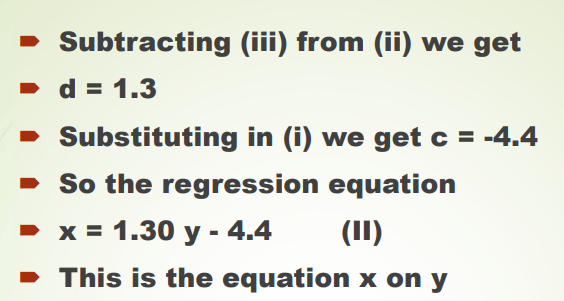 Subtracting (iii) from (ii) we get
d = 1.3
Substituting in (i) we get c = -4.4
So the regression equation
x = 1.30 y - 4.4 (II)
This is the equation x on y